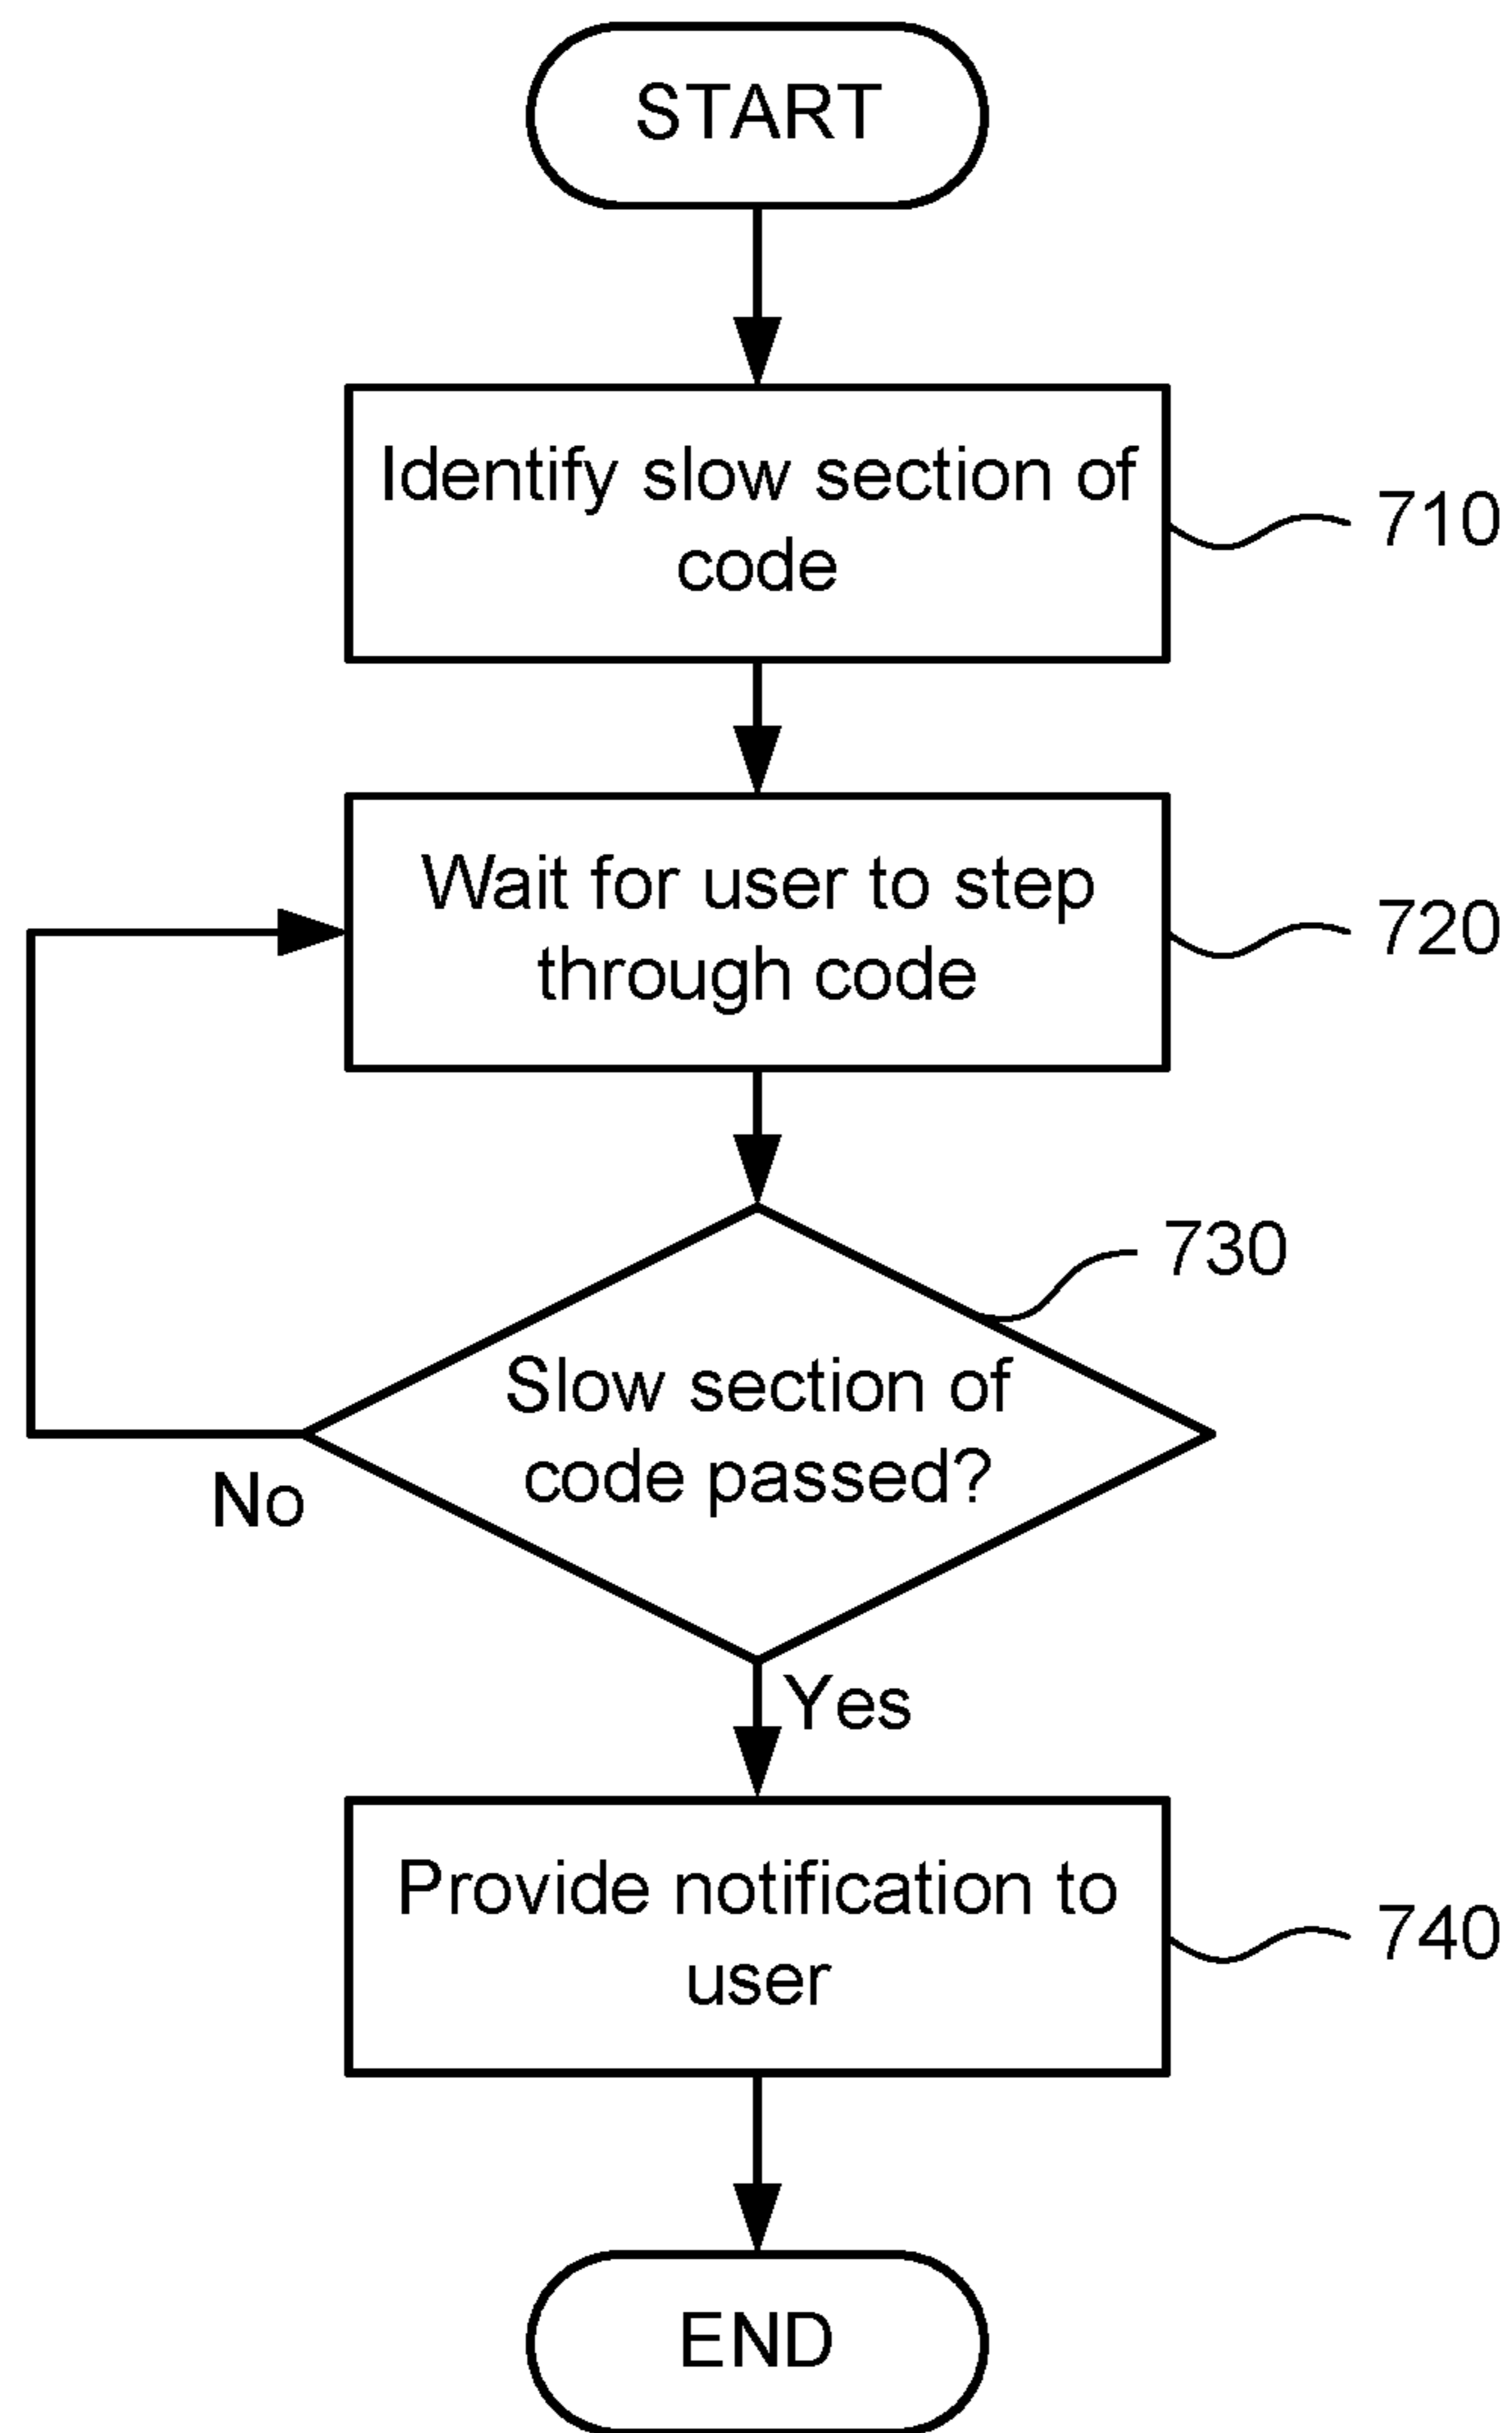 START
Identify slow section of
code
710
Wait for user to step
through code
720
730
Slow section of
code passed?
No
Yes
Provide notification to
user
740
END